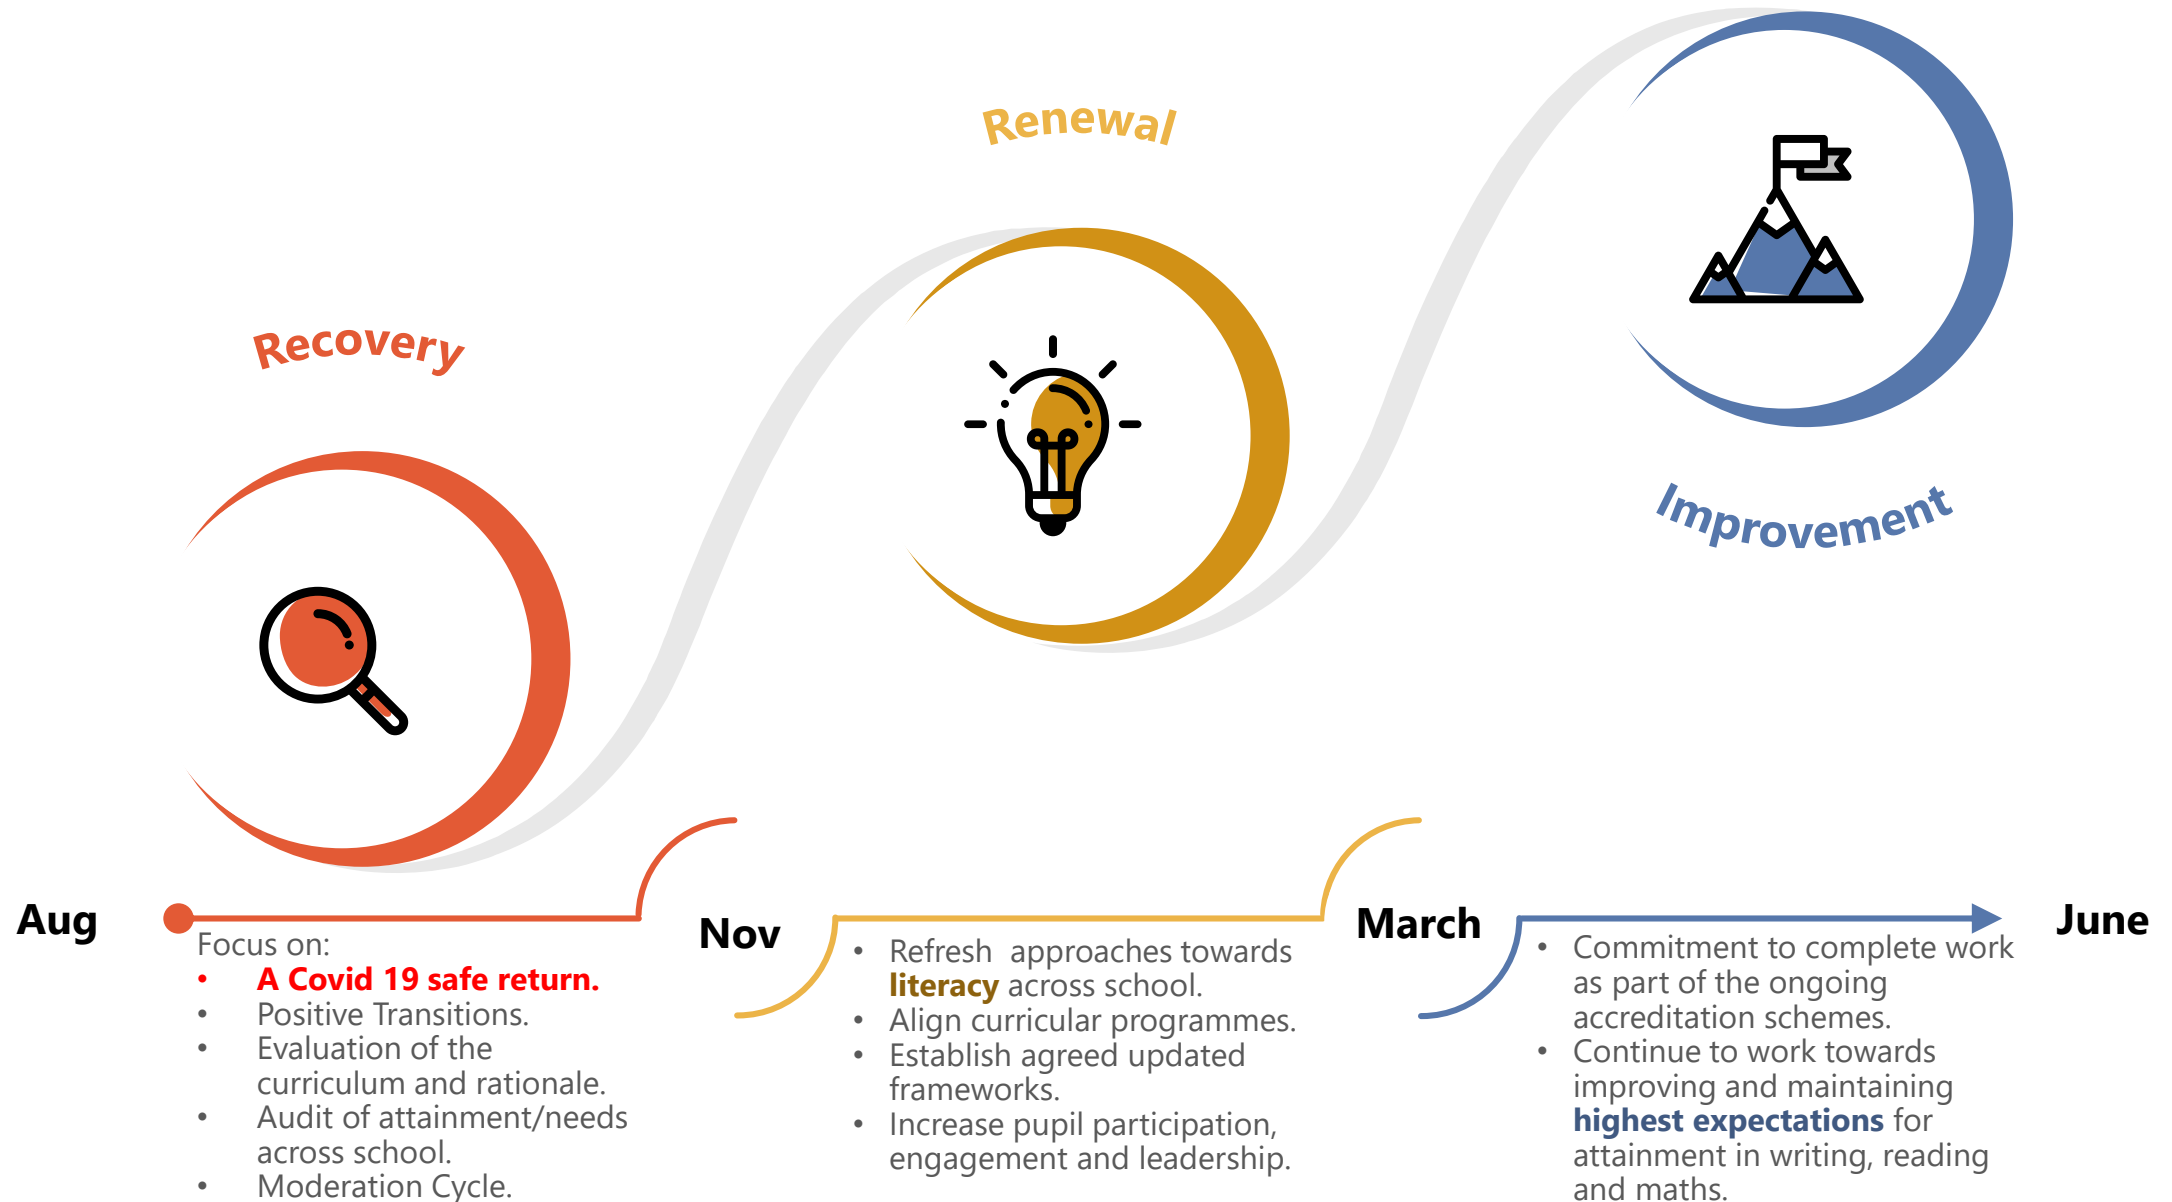 Recovery
Renewal
Improvement
Aug
Nov
March
June
Focus on:
• A Covid 19 safe return.
• Positive Transitions.
• Evaluation of the
curriculum and rationale.
• Audit of attainment/needs
across school.
• Moderation Cycle.
• Refresh  approaches towards
literacy across school.
• Align curricular programmes.
• Establish agreed updated
frameworks.
• Increase pupil participation,
engagement and leadership.
• Commitment to complete work
as part of the ongoing
accreditation schemes.
• Continue to work towards
improving and maintaining
highest expectations for
attainment in writing, reading
and maths.